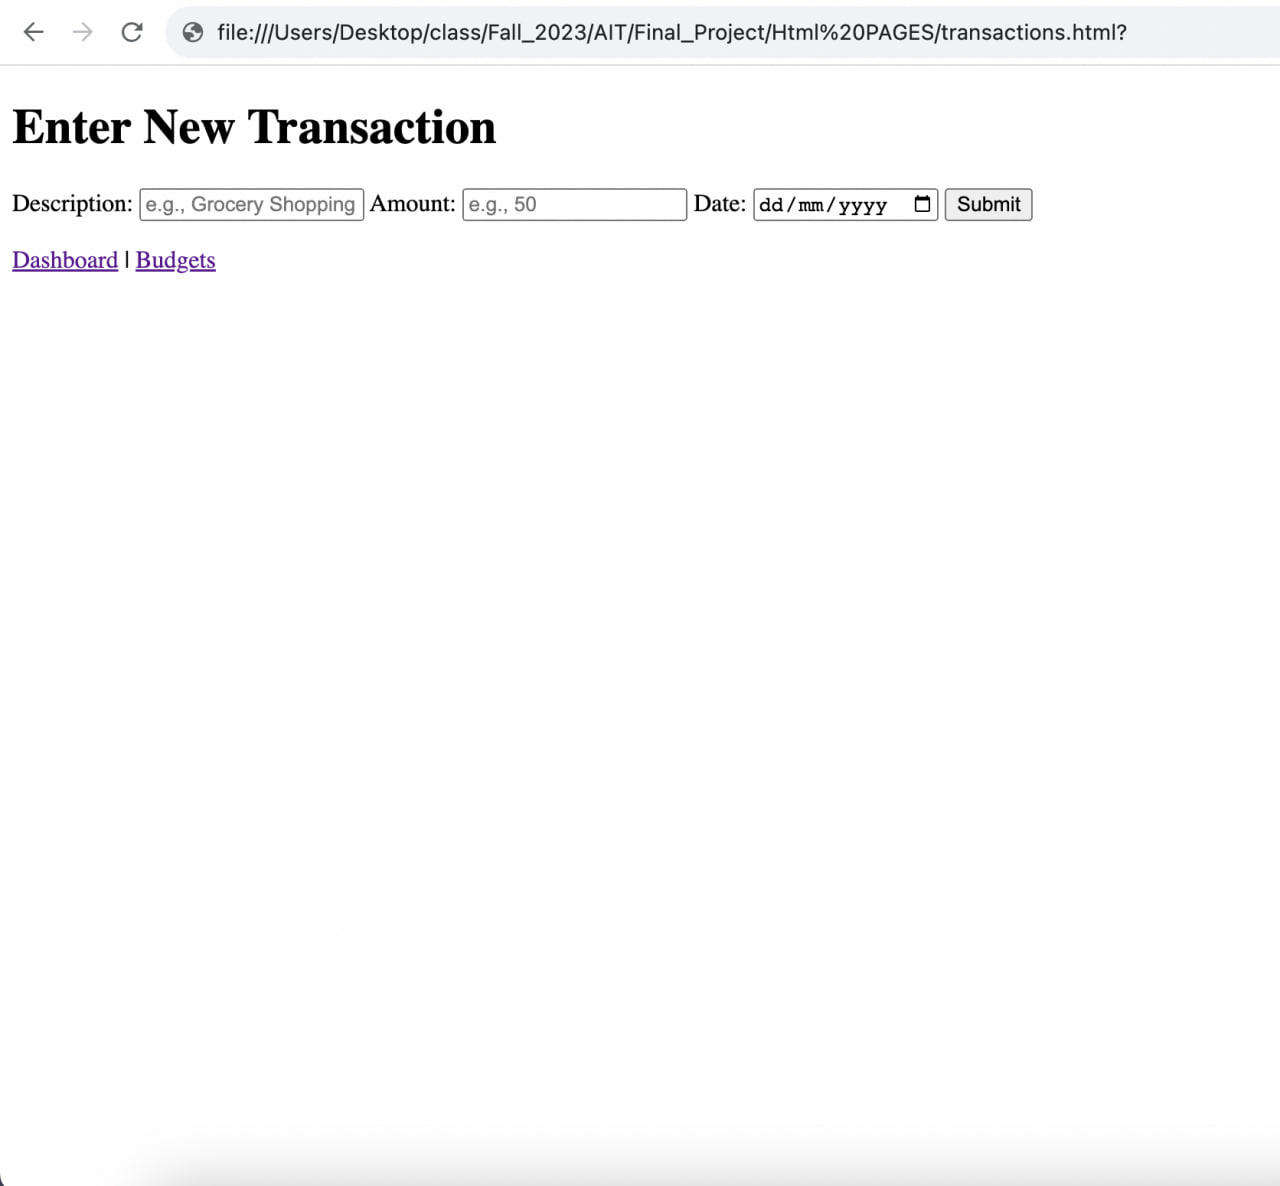 file:///Users/Desktop/class/Fall_2023/AIT/Final_Project/Html%20PAGES/transactions.html?
Enter New Transaction
Description: e.g., Grocery Shopping Amount: e.g., 50 Date: dd/mm/yyyy Submit
Dashboard | Budgets